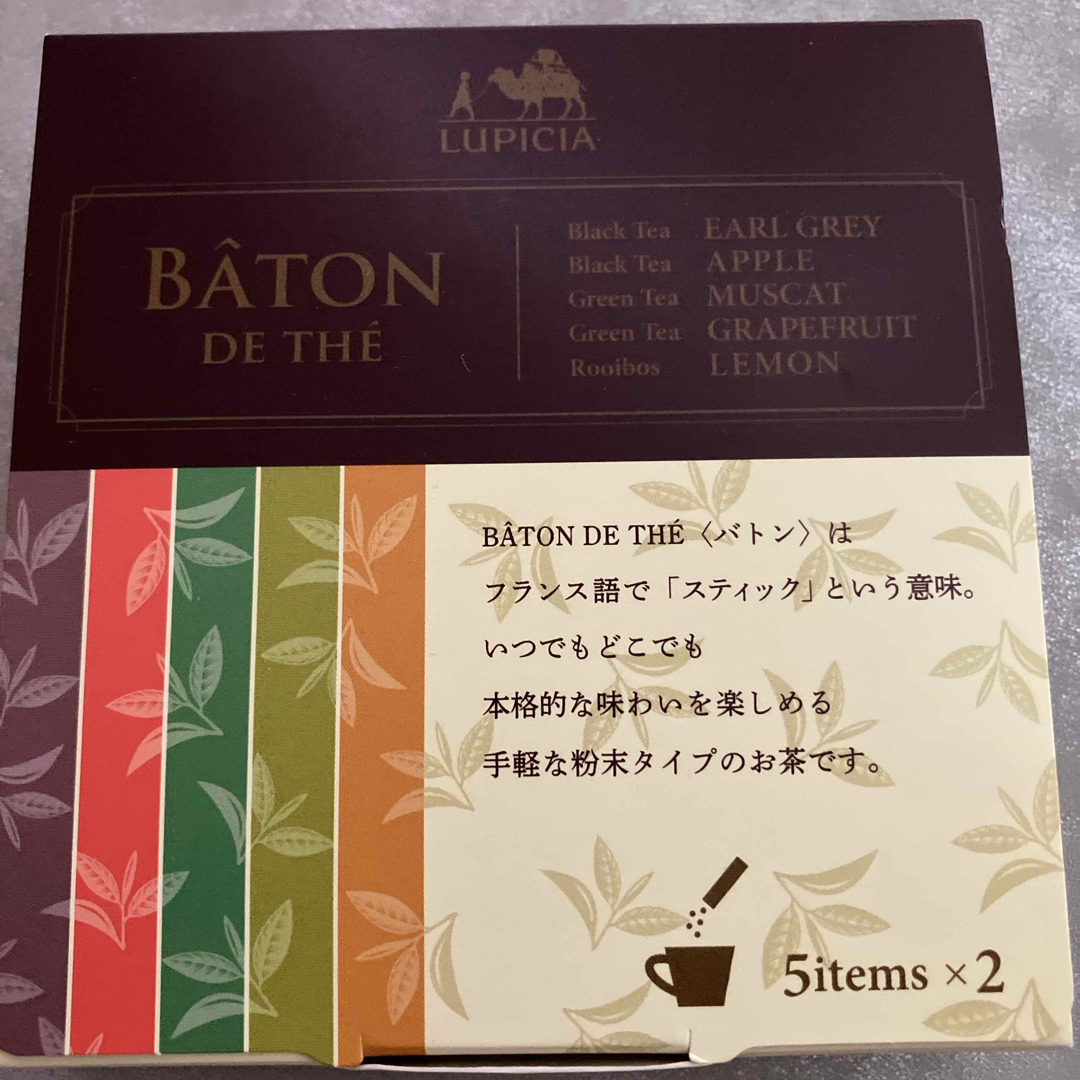 LUPICIA
BÂTON
DE THÉ
Black Tea EARL GREY
Black Tea APPLE
Green Tea MUSCAT
Green Tea GRAPEFRUIT
Rooibos LEMON
BÂTON DE THÉ〈バトン〉は
フランス語で「スティック」という意味。
いつでもどこでも
本格的な味わいを楽しめる
手軽な粉末タイプのお茶です。
5items ×2